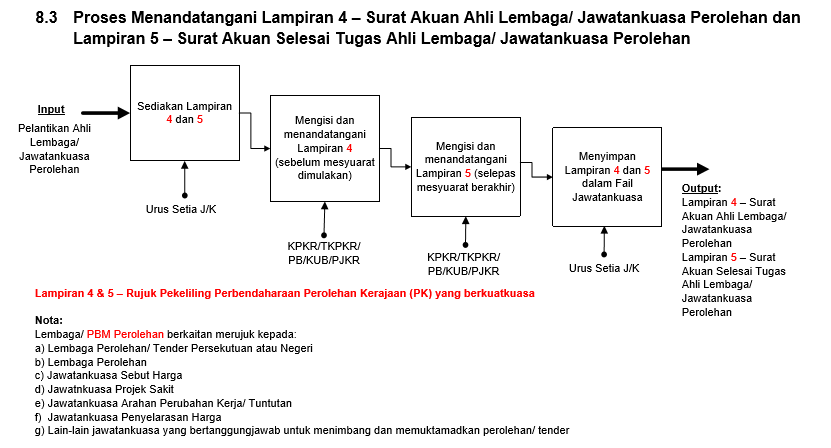 8.3 Proses Menandatangani Lampiran 4 – Surat Akuan Ahli Lembaga/ Jawatankuasa Perolehan dan
Lampiran 5 – Surat Akuan Selesai Tugas Ahli Lembaga/ Jawatankuasa Perolehan
Input
Pelantikan Ahli
Lembaga/
Jawatankuasa
Perolehan
Sediakan Lampiran
4 dan 5
Urus Setia J/K
Mengisi dan
menandatangani
Lampiran 4
(sebelum mesyuarat
dimulakan)
KPKR/TKPKR/
PB/KUB/PJKR
Mengisi dan
menandatangani
Lampiran 5 (selepas
mesyuarat berakhir)
KPKR/TKPKR/
PB/KUB/PJKR
Menyimpan
Lampiran 4 dan 5
dalam Fail
Jawatankuasa
Urus Setia J/K
Output:
Lampiran 4 – Surat
Akuan Ahli Lembaga/
Jawatankuasa
Perolehan
Lampiran 5 – Surat
Akuan Selesai Tugas
Ahli Lembaga/
Jawatankuasa
Perolehan
Lampiran 4 & 5 – Rujuk Pekeliling Perbendaharaan Perolehan Kerajaan (PK) yang berkuatkuasa
Nota:
Lembaga/ PBM Perolehan berkaitan merujuk kepada:
a) Lembaga Perolehan/ Tender Persekutuan atau Negeri
b) Lembaga Perolehan
c) Jawatankuasa Sebut Harga
d) Jawatnkuasa Projek Sakit
e) Jawatankuasa Arahan Perubahan Kerja/ Tuntutan
f) Jawatankuasa Penyelarasan Harga
g) Lain-lain jawatankuasa yang bertanggungjawab untuk menimbang dan memuktamadkan perolehan/ tender